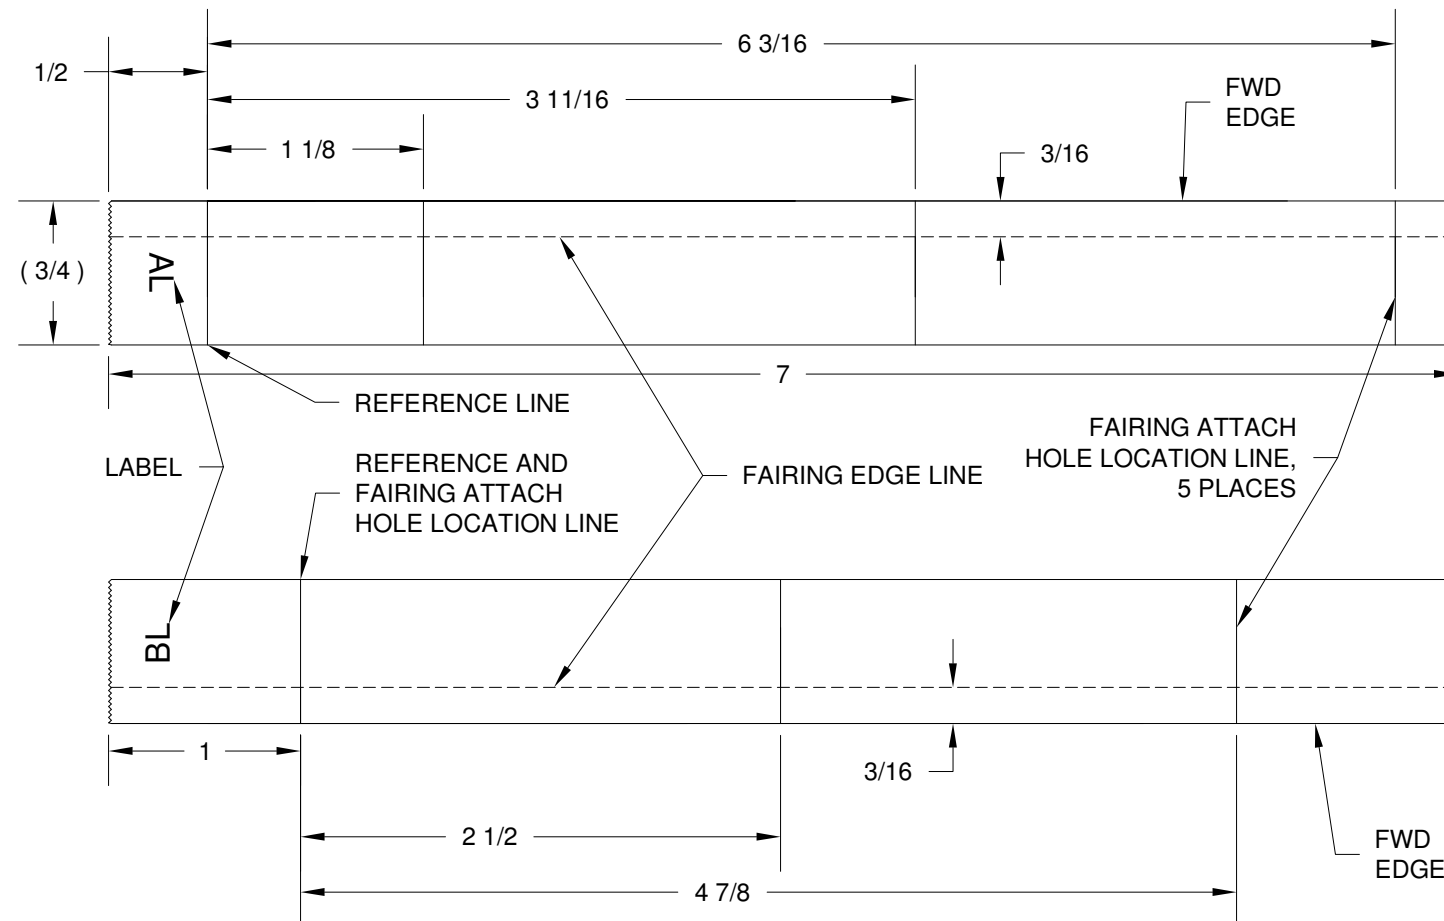 6 3/16
1/2
3 11/16
FWD
EDGE
1 1/8
3/16
AL
( 3/4 )
7
REFERENCE LINE
LABEL
REFERENCE AND
FAIRING ATTACH
HOLE LOCATION LINE
FAIRING EDGE LINE
FAIRING ATTACH
HOLE LOCATION LINE,
5 PLACES
BL
1
3/16
2 1/2
FWD
EDGE
4 7/8